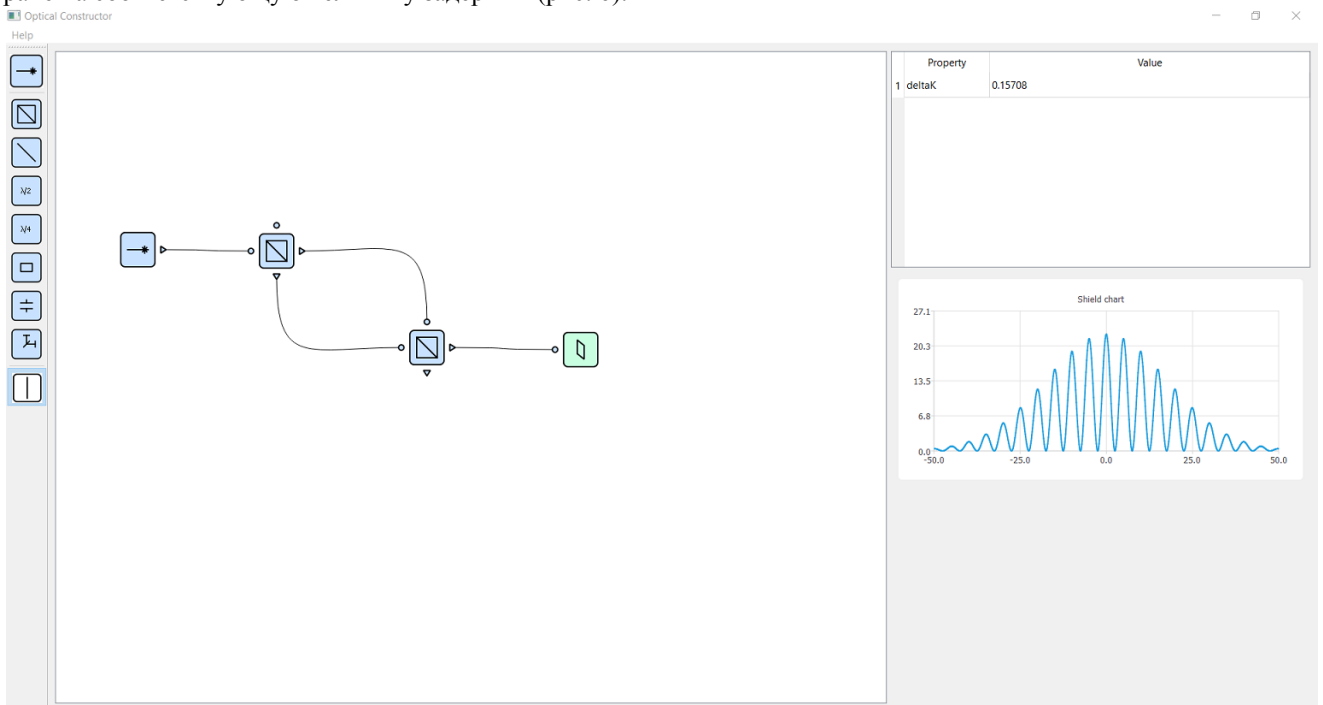 Optical Constructor
Help
λ/2
λ/4
Property Value
1 deltaK 0.15708
Shield chart
27.1
20.3
13.5
6.8
0.0
-50.0 -25.0 0.0 25.0 50.0